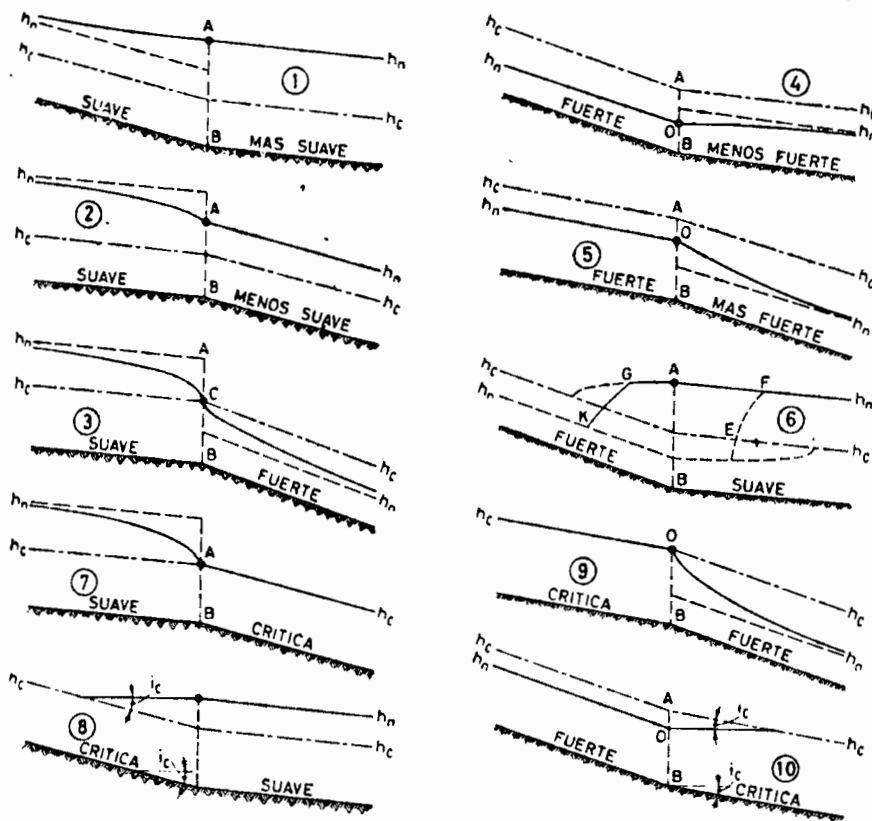 hn
A
hn
hc
①
hc
SUAVE
B
MAS SUAVE
hc
A
④
hn
hc
hn
FUERTE
O
B
MENOS FUERTE
hn
②
A
hc
hn
SUAVE
B
hc
MENOS SUAVE
hc
A
hn
O
⑤
hc
FUERTE
B
MAS FUERTE
hn
hn
A
hc
C
③
SUAVE
B
hc
FUERTE
hn
hc
G
A
F
hn
hn
K
E
⑥
hc
FUERTE
B
SUAVE
hn
hc
A
⑦
SUAVE
B
CRITICA
hc
hc
O
⑨
CRITICA
B
hc
FUERTE
hn
hc
ic
hn
⑧
hc
CRITICA
ic
SUAVE
hc
hn
A
ic
O
hc
FUERTE
B
ic
⑩
CRITICA